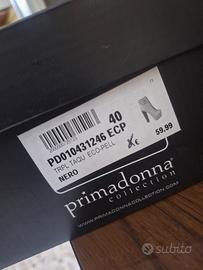 40
PD010431246 ECP
TRPL TAQU ECO-PELL
NERO
€
59,99
primadonna
collection
WWW.PRIMADONNACOLLECTION.COM
subito